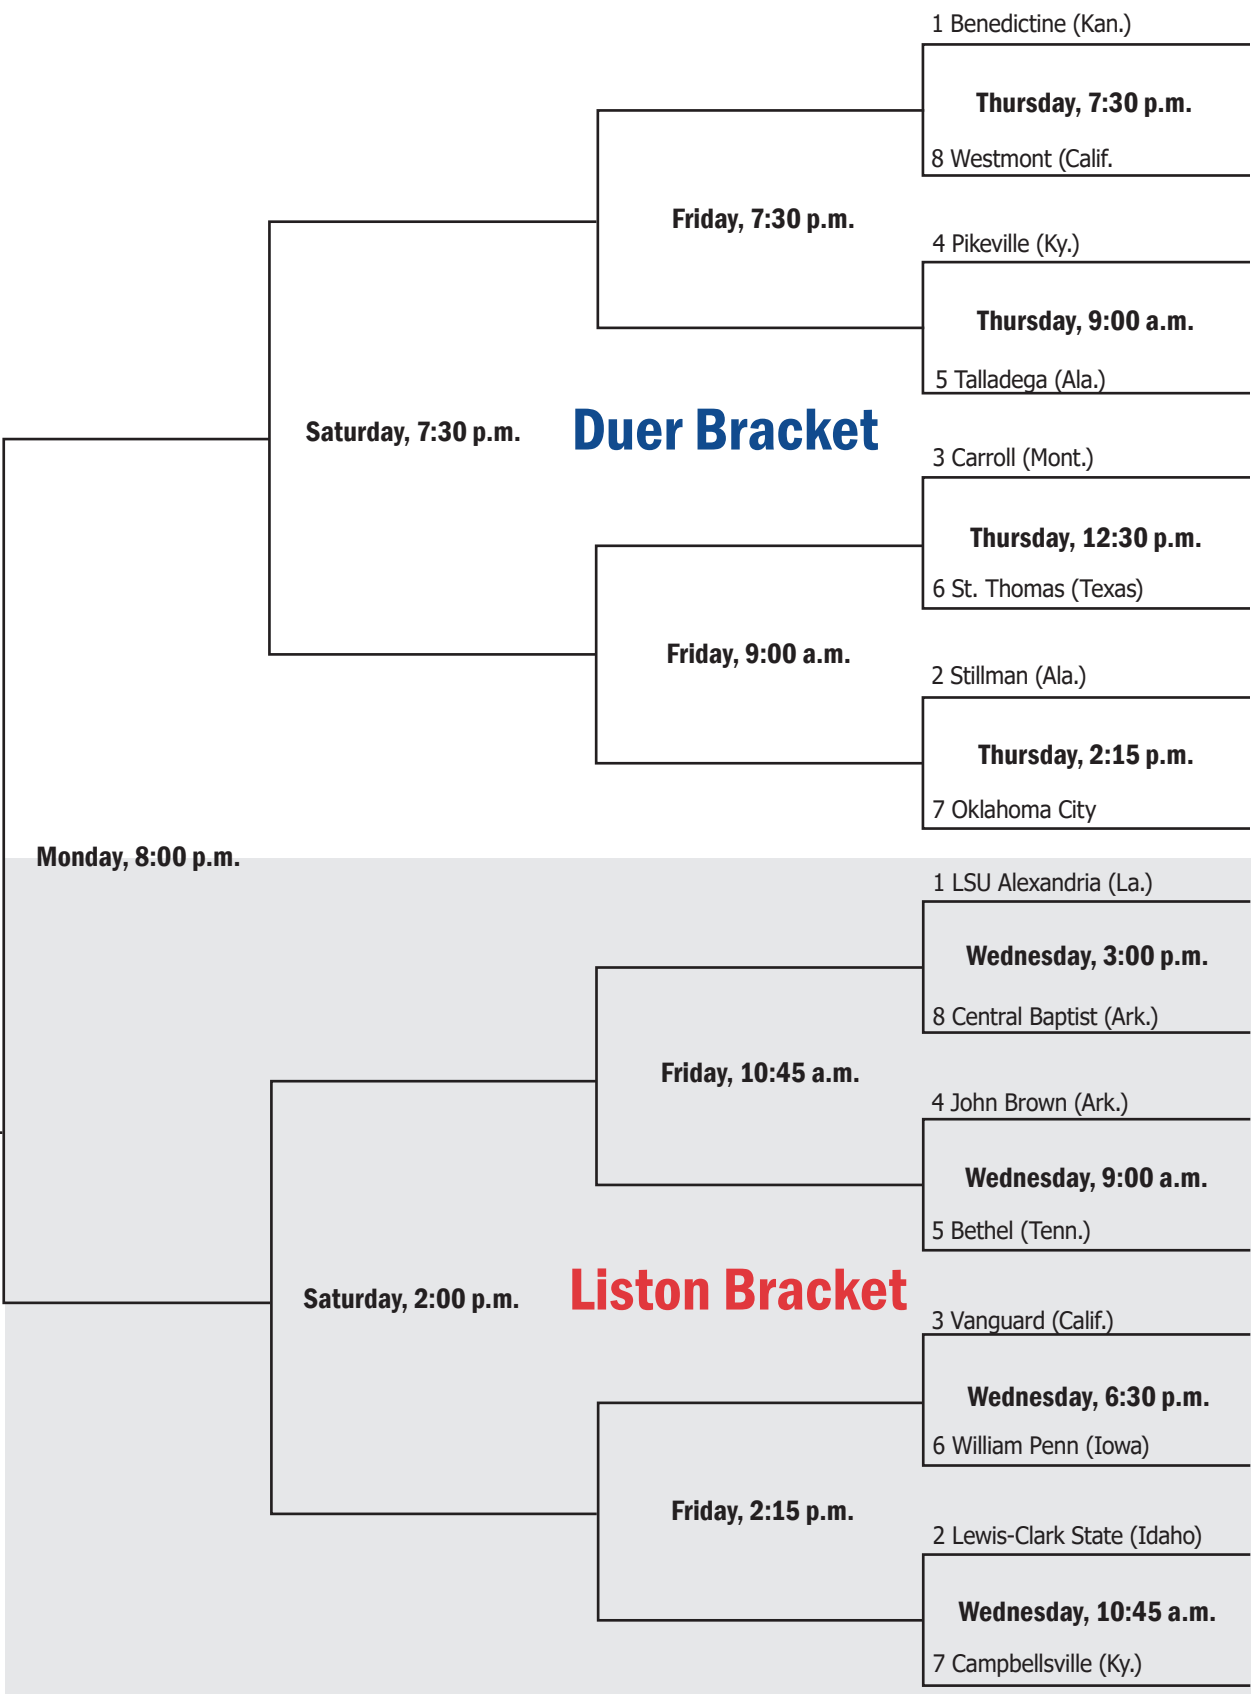 1 Benedictine (Kan.)
Thursday, 7:30 p.m.
8 Westmont (Calif.
Friday, 7:30 p.m.
4 Pikeville (Ky.)
Thursday, 9:00 a.m.
5 Talladega (Ala.)
Saturday, 7:30 p.m.
Duer Bracket
3 Carroll (Mont.)
Thursday, 12:30 p.m.
6 St. Thomas (Texas)
Friday, 9:00 a.m.
2 Stillman (Ala.)
Thursday, 2:15 p.m.
7 Oklahoma City
Monday, 8:00 p.m.
1 LSU Alexandria (La.)
Wednesday, 3:00 p.m.
8 Central Baptist (Ark.)
Friday, 10:45 a.m.
4 John Brown (Ark.)
Wednesday, 9:00 a.m.
5 Bethel (Tenn.)
Saturday, 2:00 p.m.
Liston Bracket
3 Vanguard (Calif.)
Wednesday, 6:30 p.m.
6 William Penn (Iowa)
Friday, 2:15 p.m.
2 Lewis-Clark State (Idaho)
Wednesday, 10:45 a.m.
7 Campbellsville (Ky.)